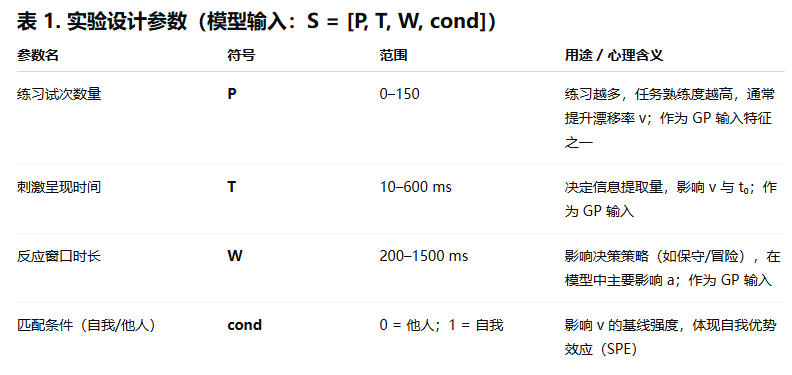 表 1. 实验设计参数（模型输入：S = [P, T, W, cond]）
参数名 符号 范围 用途 / 心理含义
练习试次数量 P 0–150 练习越多，任务熟练度越高，通常
提升漂移率 v；作为 GP 输入特征
之一
刺激呈现时间 T 10–600 ms 决定信息提取量，影响 v 与 t₀；作
为 GP 输入
反应窗口时长 W 200–1500 ms 影响决策策略（如保守/冒险），在
模型中主要影响 a；作为 GP 输入
匹配条件（自我/他人） cond 0 = 他人；1 = 自我 影响 v 的基线强度，体现自我优势
效应（SPE）